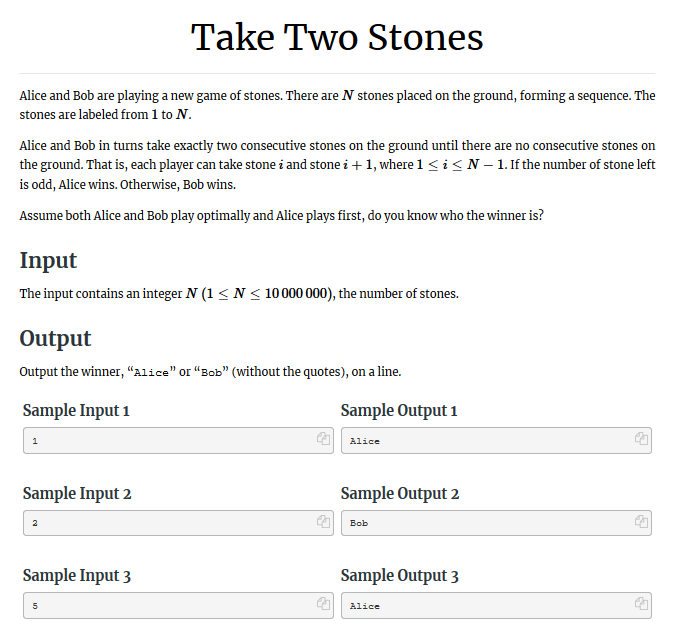 Take Two Stones
Alice and Bob are playing a new game of stones. There are N stones placed on the ground, forming a sequence. The
stones are labeled from 1 to N.
Alice and Bob in turns take exactly two consecutive stones on the ground until there are no consecutive stones on
the ground. That is, each player can take stone i and stone i + 1, where 1 ≤ i ≤ N − 1. If the number of stone left
is odd, Alice wins. Otherwise, Bob wins.
Assume both Alice and Bob play optimally and Alice plays first, do you know who the winner is?
Input
The input contains an integer N (1 ≤ N ≤ 10 000 000), the number of stones.
Output
Output the winner, “Alice” or “Bob” (without the quotes), on a line.
Sample Input 1 Sample Output 1
1 Alice
Sample Input 2 Sample Output 2
2 Bob
Sample Input 3 Sample Output 3
5 Alice